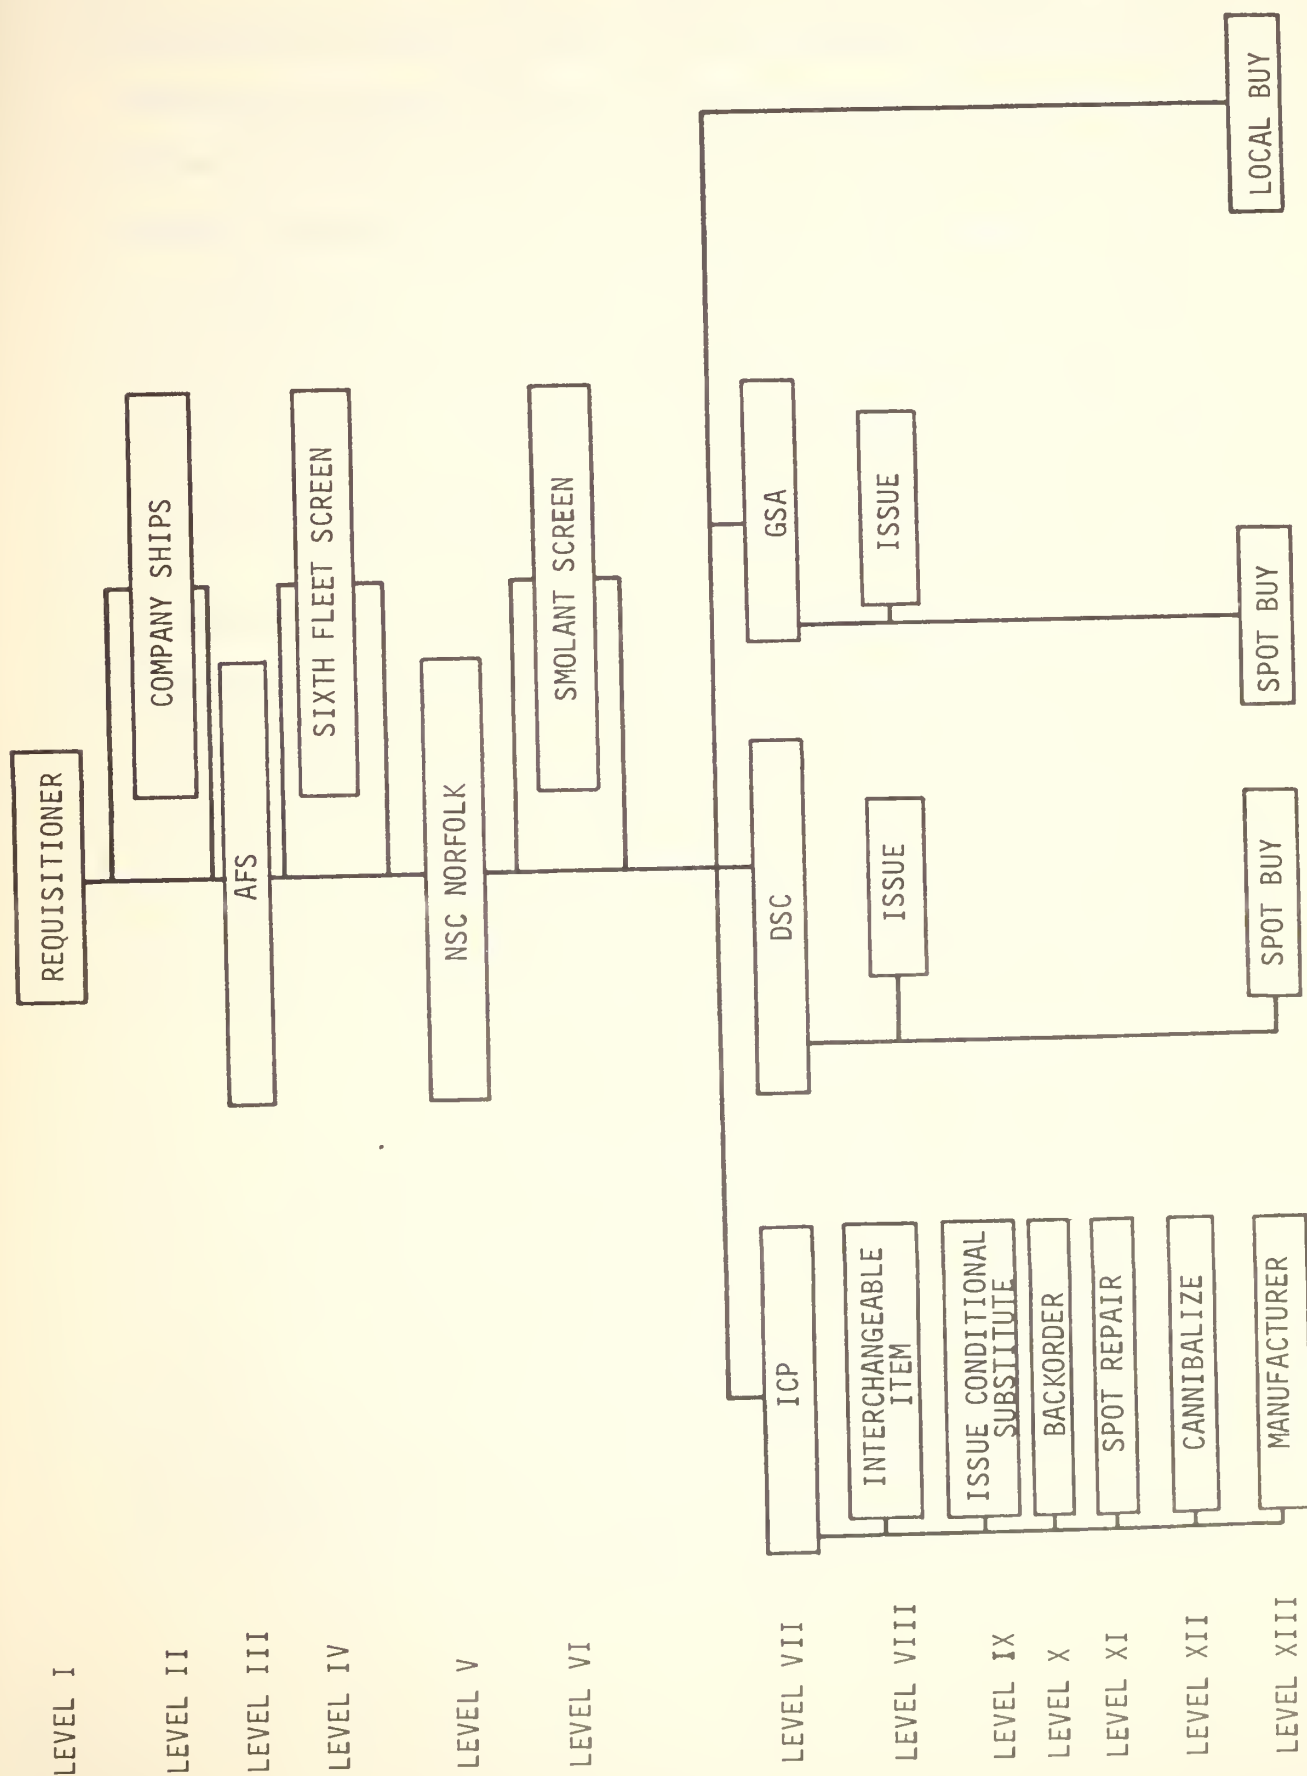 LEVEL I
REQUISITIONER
LEVEL II
COMPANY SHIPS
LEVEL III
AFS
LEVEL IV
SIXTH FLEET SCREEN
LEVEL V
NSC NORFOLK
LEVEL VI
SMOLANT SCREEN
LEVEL VII
ICP
DSC
GSA
LEVEL VIII
INTERCHANGEABLE
ITEM
ISSUE
ISSUE
LEVEL IX
ISSUE CONDITIONAL
SUBSTITUTE
LEVEL X
BACKORDER
LEVEL XI
SPOT REPAIR
LEVEL XII
CANNIBALIZE
LEVEL XIII
MANUFACTURER
SPOT BUY
SPOT BUY
LOCAL BUY